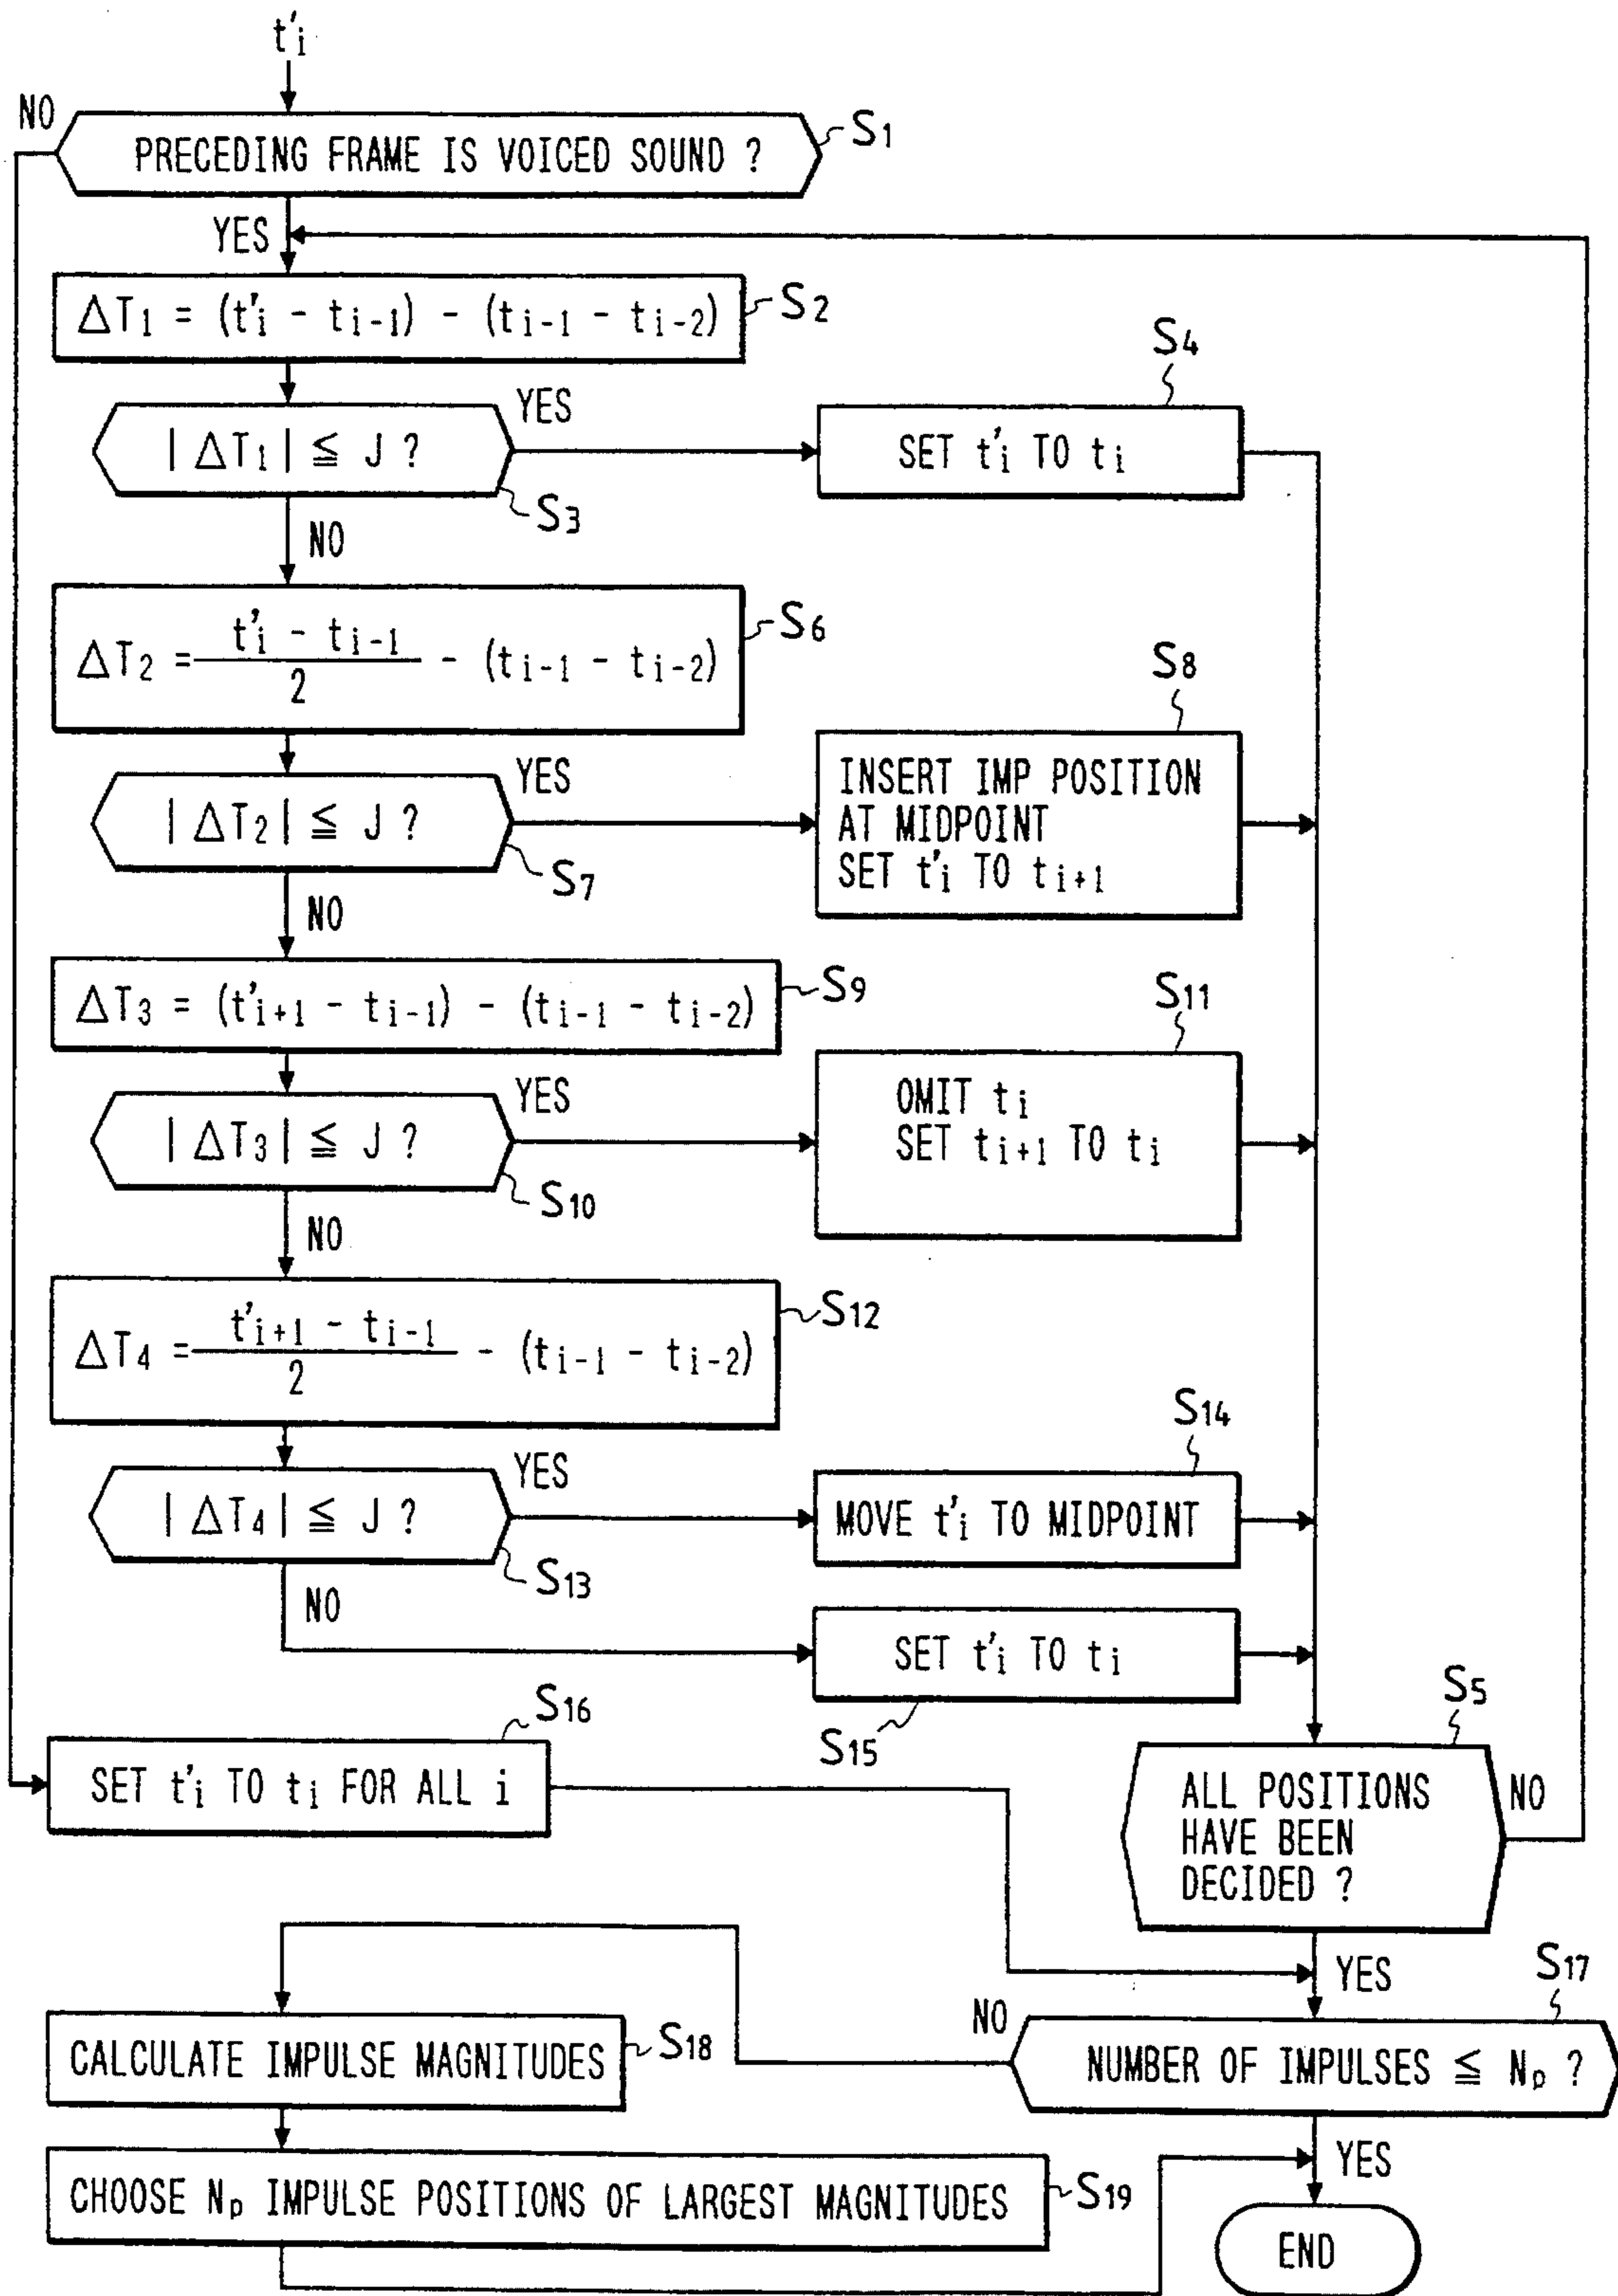 t'i
NO
PRECEDING FRAME IS VOICED SOUND ?
S1
YES
ΔT1 = (t'i - ti-1) - (ti-1 - ti-2)
S2
| ΔT1 | ≦ J ?
YES
S3
NO
S4
SET t'i TO ti
ΔT2 = (t'i - ti-1)/2 - (ti-1 - ti-2)
S6
| ΔT2 | ≦ J ?
YES
S7
NO
S8
INSERT IMP POSITION
AT MIDPOINT
SET t'i TO ti+1
ΔT3 = (t'i+1 - ti-1) - (ti-1 - ti-2)
S9
| ΔT3 | ≦ J ?
YES
S10
NO
S11
OMIT ti
SET ti+1 TO ti
ΔT4 = (t'i+1 - ti-1)/2 - (ti-1 - ti-2)
S12
| ΔT4 | ≦ J ?
YES
S13
NO
S14
MOVE t'i TO MIDPOINT
SET t'i TO ti
S15
S16
SET t'i TO ti FOR ALL i
S5
ALL POSITIONS
HAVE BEEN
DECIDED ?
NO
YES
S17
NUMBER OF IMPULSES ≦ Np ?
NO
YES
CALCULATE IMPULSE MAGNITUDES
S18
CHOOSE Np IMPULSE POSITIONS OF LARGEST MAGNITUDES
S19
END